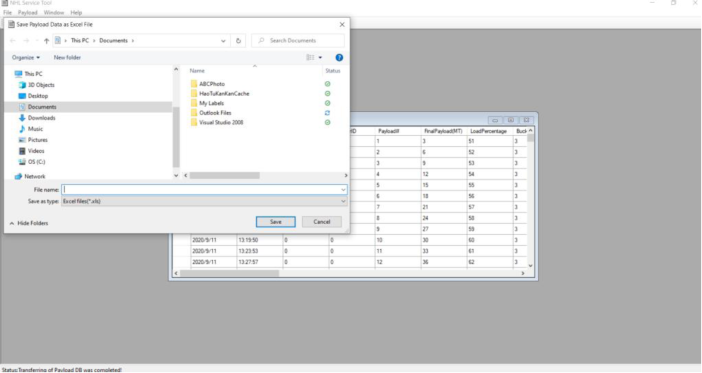 NHL Service Tool
File Payload Window Help
Save Payload Data as Excel File
This PC > Documents >
Search Documents
Organize
New folder
This PC
3D Objects
Desktop
Documents
Downloads
Music
Pictures
Videos
OS (C:)
Network
Name Status
ABCPhoto
HaoTuKanKanCache
My Labels
Outlook Files
Visual Studio 2008
File name:
Save as type: Excel files(*.xls)
Hide Folders
Save
Cancel
Payload# FinalPayload(MT) LoadPercentage
1 3 51 3
2 6 52 3
3 9 53 3
4 12 54 3
5 15 55 3
6 18 56 3
7 21 57 3
8 24 58 3
9 27 59 3
2020/9/11 13:19:50 0 0 10 30 60 3
2020/9/11 13:23:53 0 0 11 33 61 3
2020/9/11 13:27:57 0 0 12 36 62 3
Status:Transferring of Payload DB was completed!